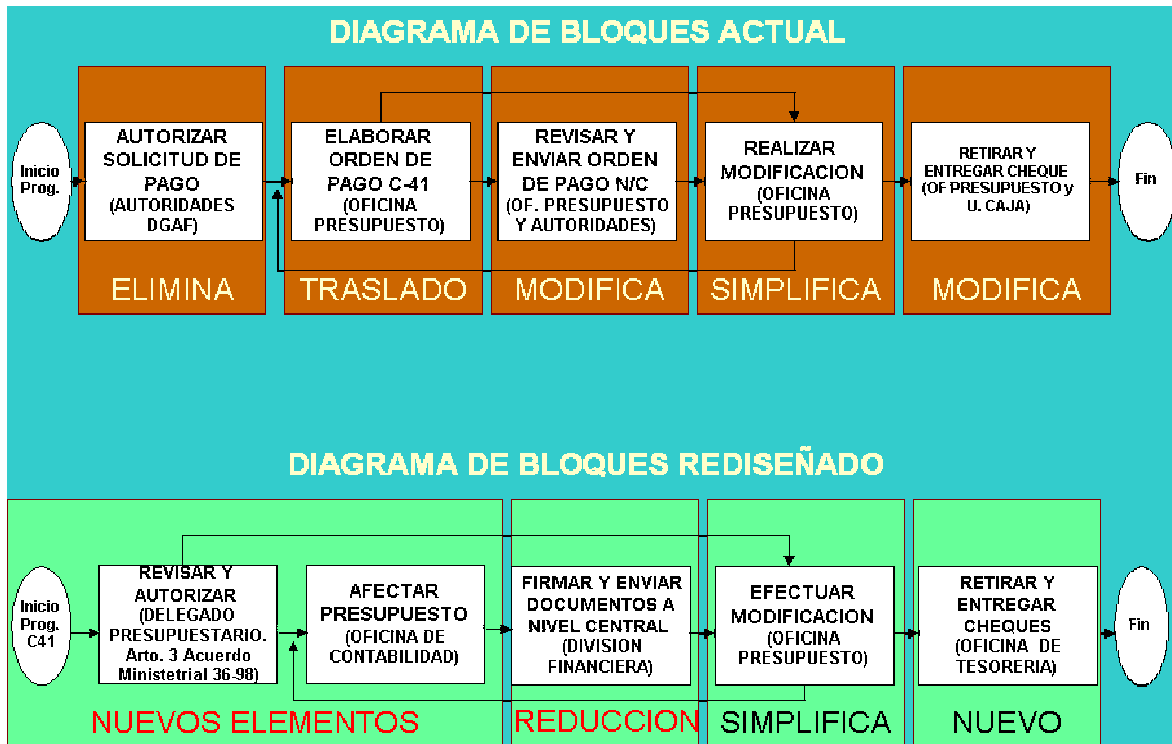 DIAGRAMA DE BLOQUES ACTUAL
Inicio
Prog.
AUTORIZAR
SOLICITUD DE
PAGO
(AUTORIDADES
DGAF)
ELIMINA
ELABORAR
ORDEN DE
PAGO C-41
(OFICINA
PRESUPUESTO)
TRASLADO
REVISAR Y
ENVIAR ORDEN
DE PAGO N/C
(OF. PRESUPUESTO
Y AUTORIDADES)
MODIFICA
REALIZAR
MODIFICACION
(OFICINA
PRESUPUESTO)
SIMPLIFICA
RETIRAR Y
ENTREGAR CHEQUE
(OF PRESUPUESTO y
U. CAJA)
MODIFICA
Fin
DIAGRAMA DE BLOQUES REDISEÑADO
Inicio
Prog.
C41
REVISAR Y
AUTORIZAR
(DELEGADO
PRESUPUESTARIO.
Arto. 3 Acuerdo
Ministetrial 36-98)
AFECTAR
PRESUPUESTO
(OFICINA DE
CONTABILIDAD)
NUEVOS ELEMENTOS
FIRMAR Y ENVIAR
DOCUMENTOS A
NIVEL CENTRAL
(DIVISION
FINANCIERA)
REDUCCION
EFECTUAR
MODIFICACION
(OFICINA
PRESUPUESTO)
SIMPLIFICA
RETIRAR Y
ENTREGAR
CHEQUES
(OFICINA DE
TESORERIA)
NUEVO
Fin